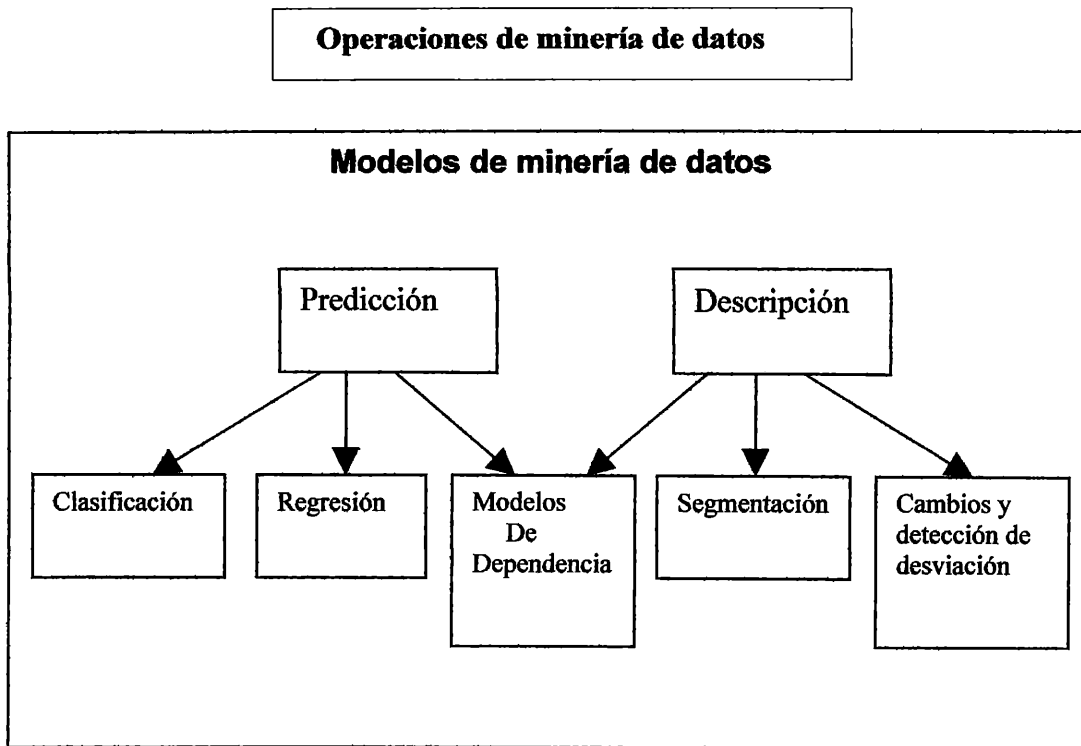 Operaciones de minería de datos
Modelos de minería de datos
Predicción
Descripción
Clasificación
Regresión
Modelos
De
Dependencia
Segmentación
Cambios y
detección de
desviación